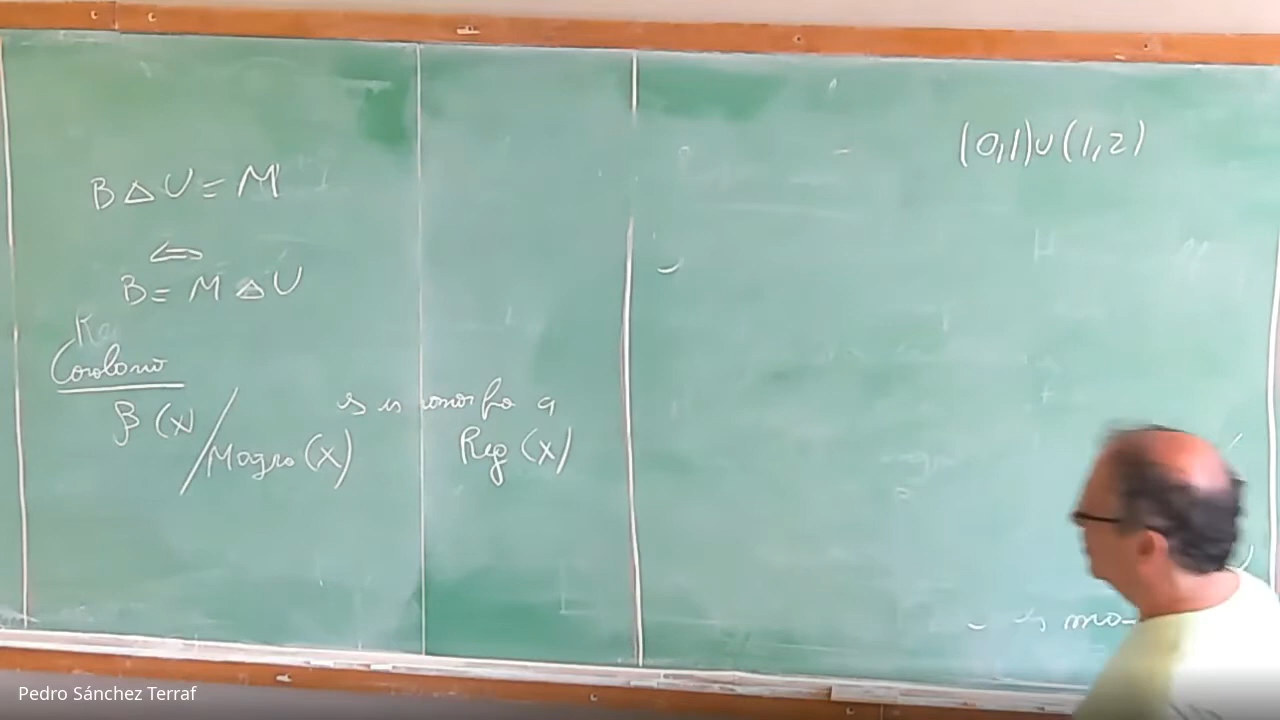 B △ U = M
⇔
B = M △ U
Corolario
B(X)/Magro(X) es isomorfo a Reg(X)
(0,1)∪(1,2)
Pedro Sánchez Terraf